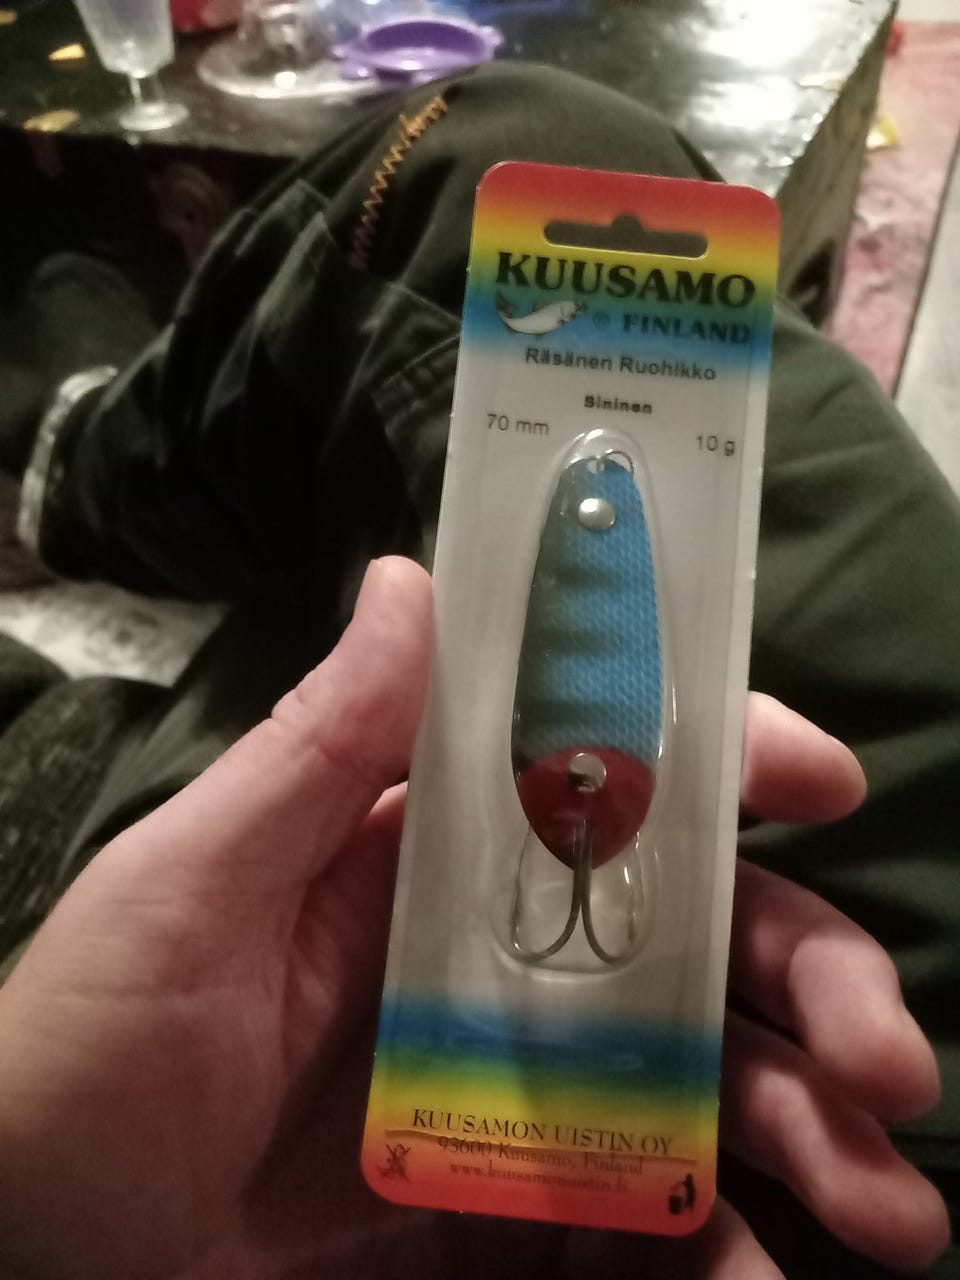 KUUSAMO
® FINLAND
Räsänen Ruohikko
Sininen
70 mm
10 g
KUUSAMON UISTIN OY
93600 Kuusamo, Finland
www.kuusamonuistin.fi